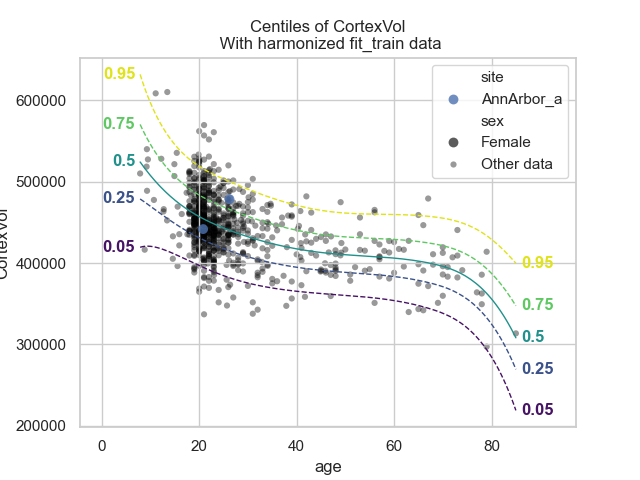 Centiles of CortexVol
With harmonized fit_train data
CortexVol
600000
500000
400000
300000
200000
0
20
40
60
80
age
0.95
0.75
0.5
0.25
0.05
0.95
0.75
0.5
0.25
0.05
site
AnnArbor_a
sex
Female
Other data